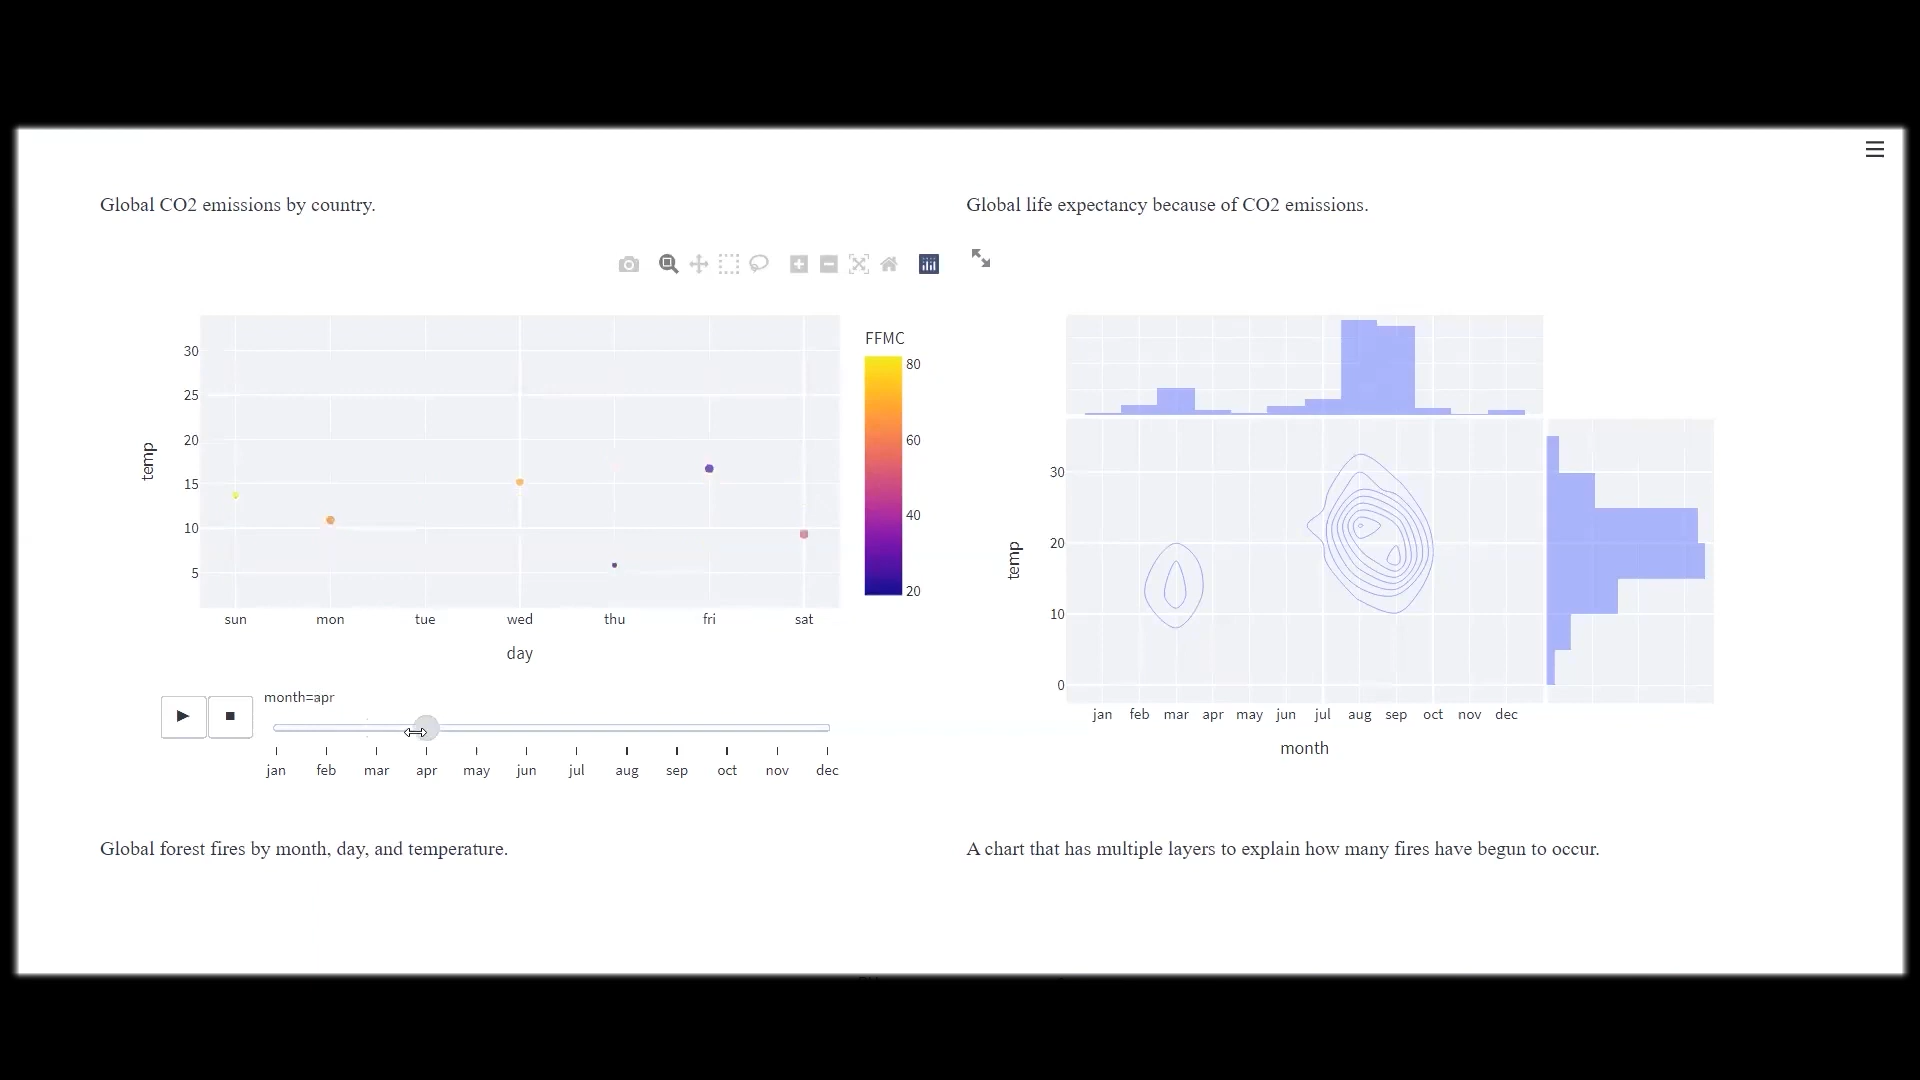 Global CO2 emissions by country.
Global life expectancy because of CO2 emissions.
FFMC
80
60
40
20
30
25
20
15
10
5
temp
sun mon tue wed thu fri sat
day
month=apr
jan feb mar apr may jun jul aug sep oct nov dec
30
20
10
0
temp
jan feb mar apr may jun jul aug sep oct nov dec
month
Global forest fires by month, day, and temperature.
A chart that has multiple layers to explain how many fires have begun to occur.